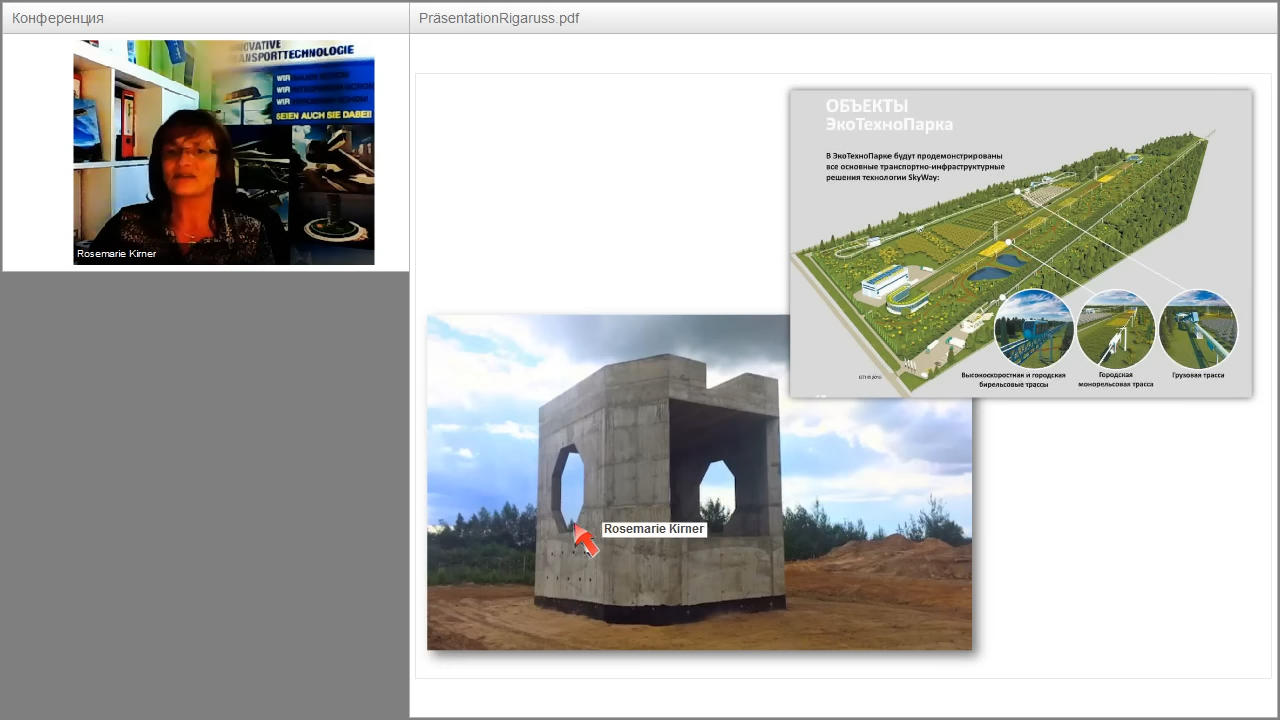 Конференция
PräsentationRigaruss.pdf
INNOVATIVE
TRANSPORTTECHNOLOGIE
WIR
WIR
WIR
SEIEN AUCH SIE DABEI!
Rosemarie Kirner
ОБЪЕКТЫ
ЭкоТехноПарка
В ЭкоТехноПарке будут продемонстрированы
все основные транспортно-инфраструктурные
решения технологии SkyWay:
Высокоскоростная и городская
бирельсовые трассы
Городская
монорельсовая трасса
Грузовая трасса
Rosemarie Kirner